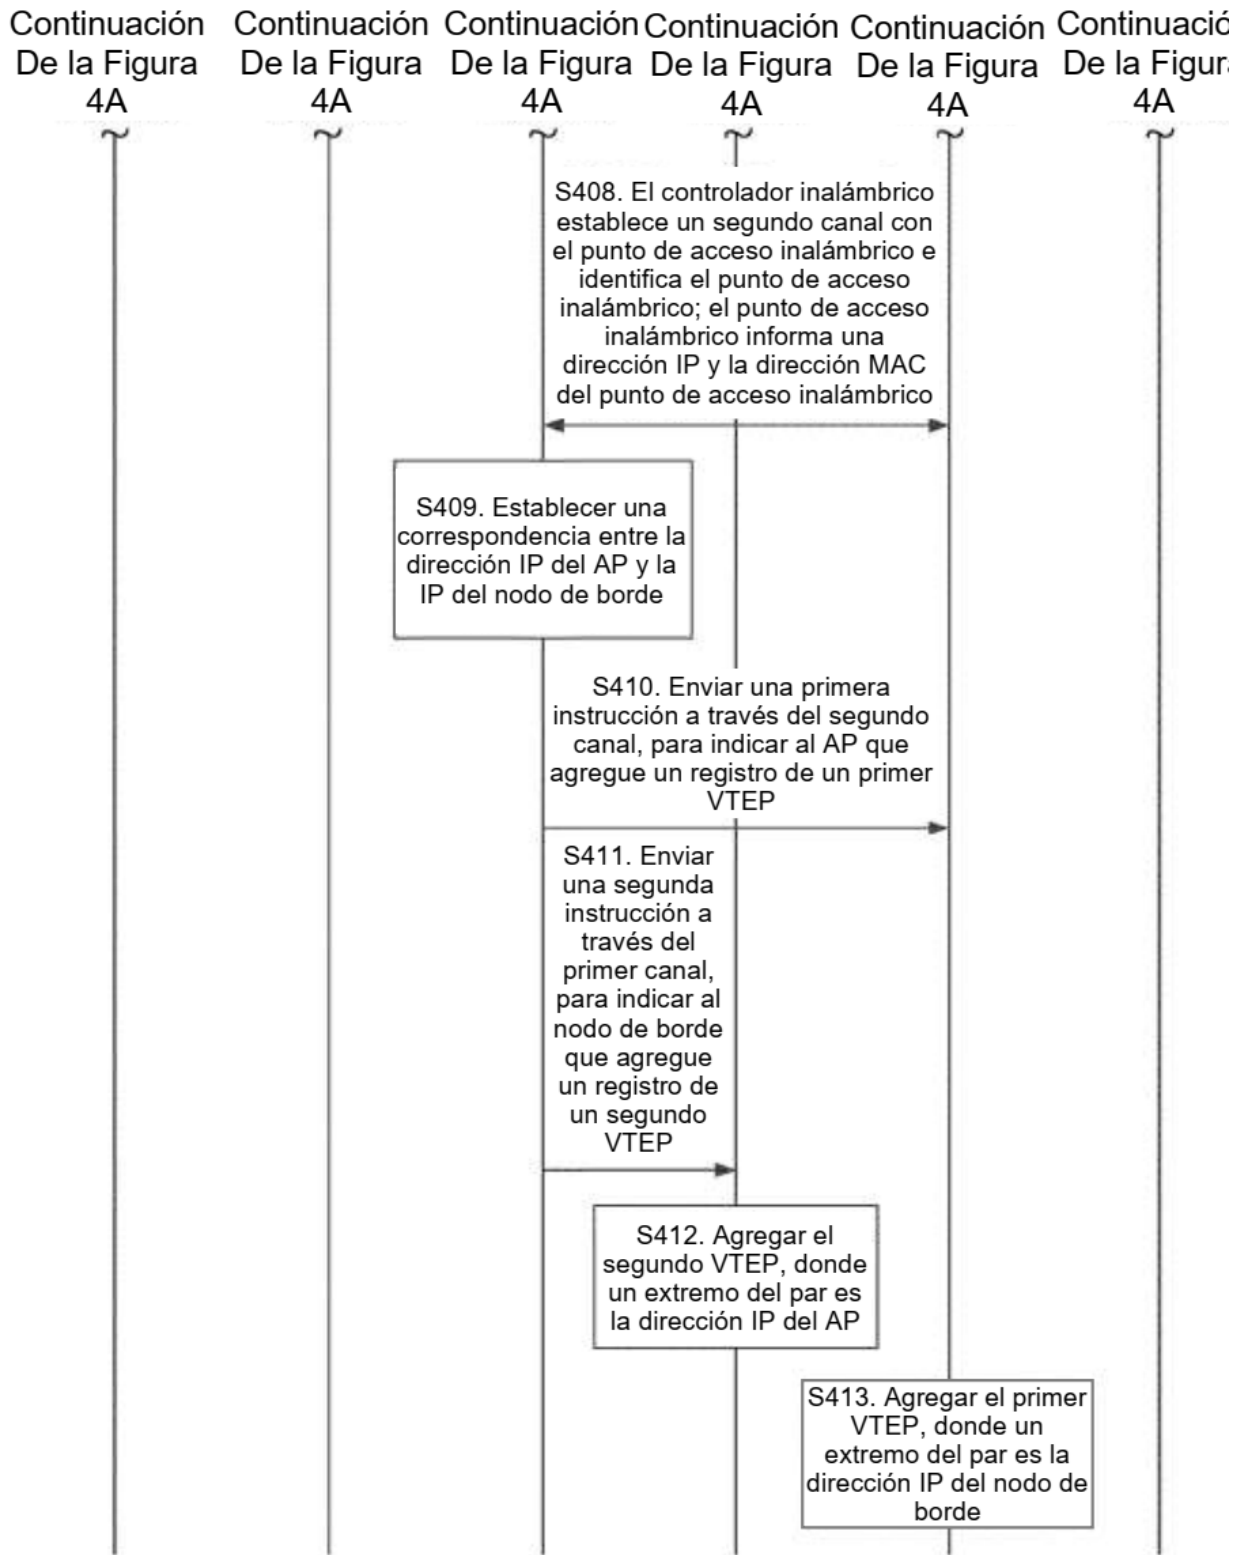 Continuación Continuación Continuación Continuación Continuación Continuació
De la Figura De la Figura De la Figura De la Figura De la Figura De la Figur
4A 4A 4A 4A 4A 4A
S408. El controlador inalámbrico
establece un segundo canal con
el punto de acceso inalámbrico e
identifica el punto de acceso
inalámbrico; el punto de acceso
inalámbrico informa una
dirección IP y la dirección MAC
del punto de acceso inalámbrico
S409. Establecer una
correspondencia entre la
dirección IP del AP y la
IP del nodo de borde
S410. Enviar una primera
instrucción a través del segundo
canal, para indicar al AP que
agregue un registro de un primer
VTEP
S411. Enviar
una segunda
instrucción a
través del
primer canal,
para indicar al
nodo de borde
que agregue
un registro de
un segundo
VTEP
S412. Agregar el
segundo VTEP, donde
un extremo del par es
la dirección IP del AP
S413. Agregar el primer
VTEP, donde un
extremo del par es la
dirección IP del nodo de
borde